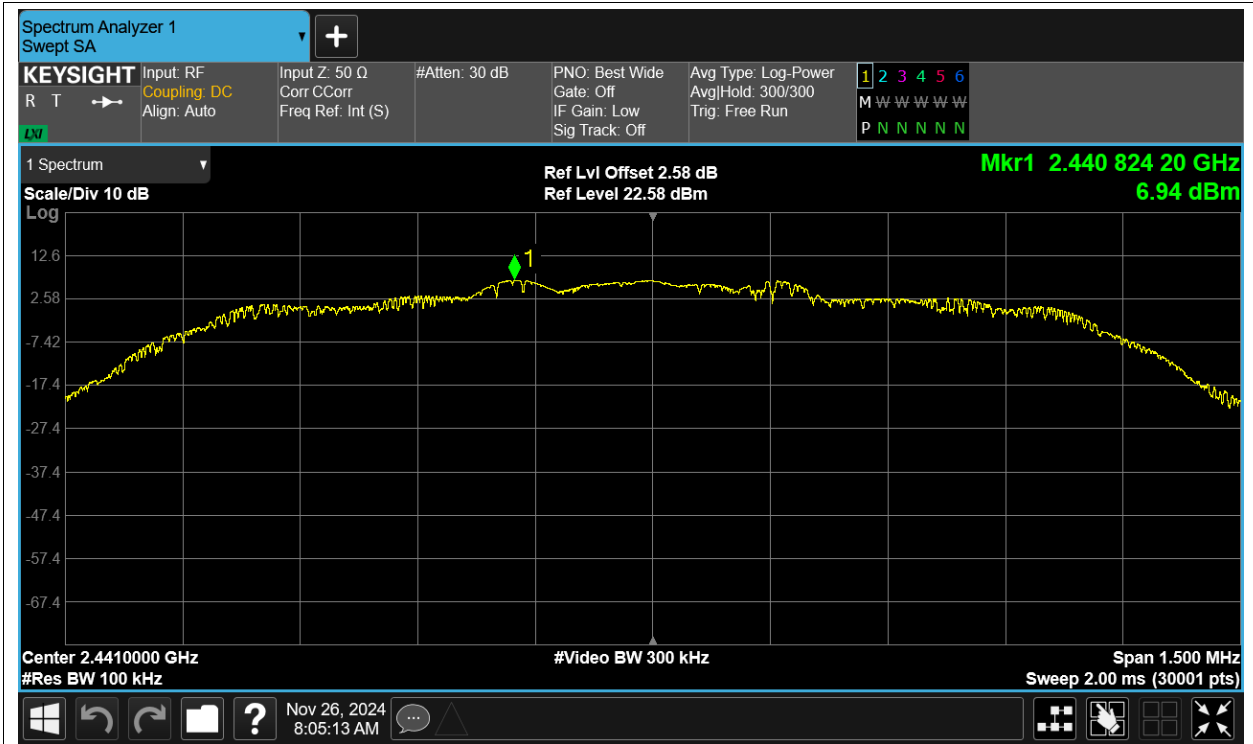 Spectrum Analyzer 1
Swept SA
+
KEYSIGHT
R T
LXI
Input: RF
Coupling: DC
Align: Auto
Input Z: 50 Ω
Corr CCorr
Freq Ref: Int (S)
#Atten: 30 dB
PNO: Best Wide
Gate: Off
IF Gain: Low
Sig Track: Off
Avg Type: Log-Power
Avg|Hold: 300/300
Trig: Free Run
1 2 3 4 5 6
M W W W W W
P N N N N N
1 Spectrum
Scale/Div 10 dB
Log
Ref Lvl Offset 2.58 dB
Ref Level 22.58 dBm
Mkr1 2.440 824 20 GHz
6.94 dBm
1
12.6
2.58
-7.42
-17.4
-27.4
-37.4
-47.4
-57.4
-67.4
Center 2.4410000 GHz
#Video BW 300 kHz
Span 1.500 MHz
#Res BW 100 kHz
Sweep 2.00 ms (30001 pts)
?
Nov 26, 2024
8:05:13 AM